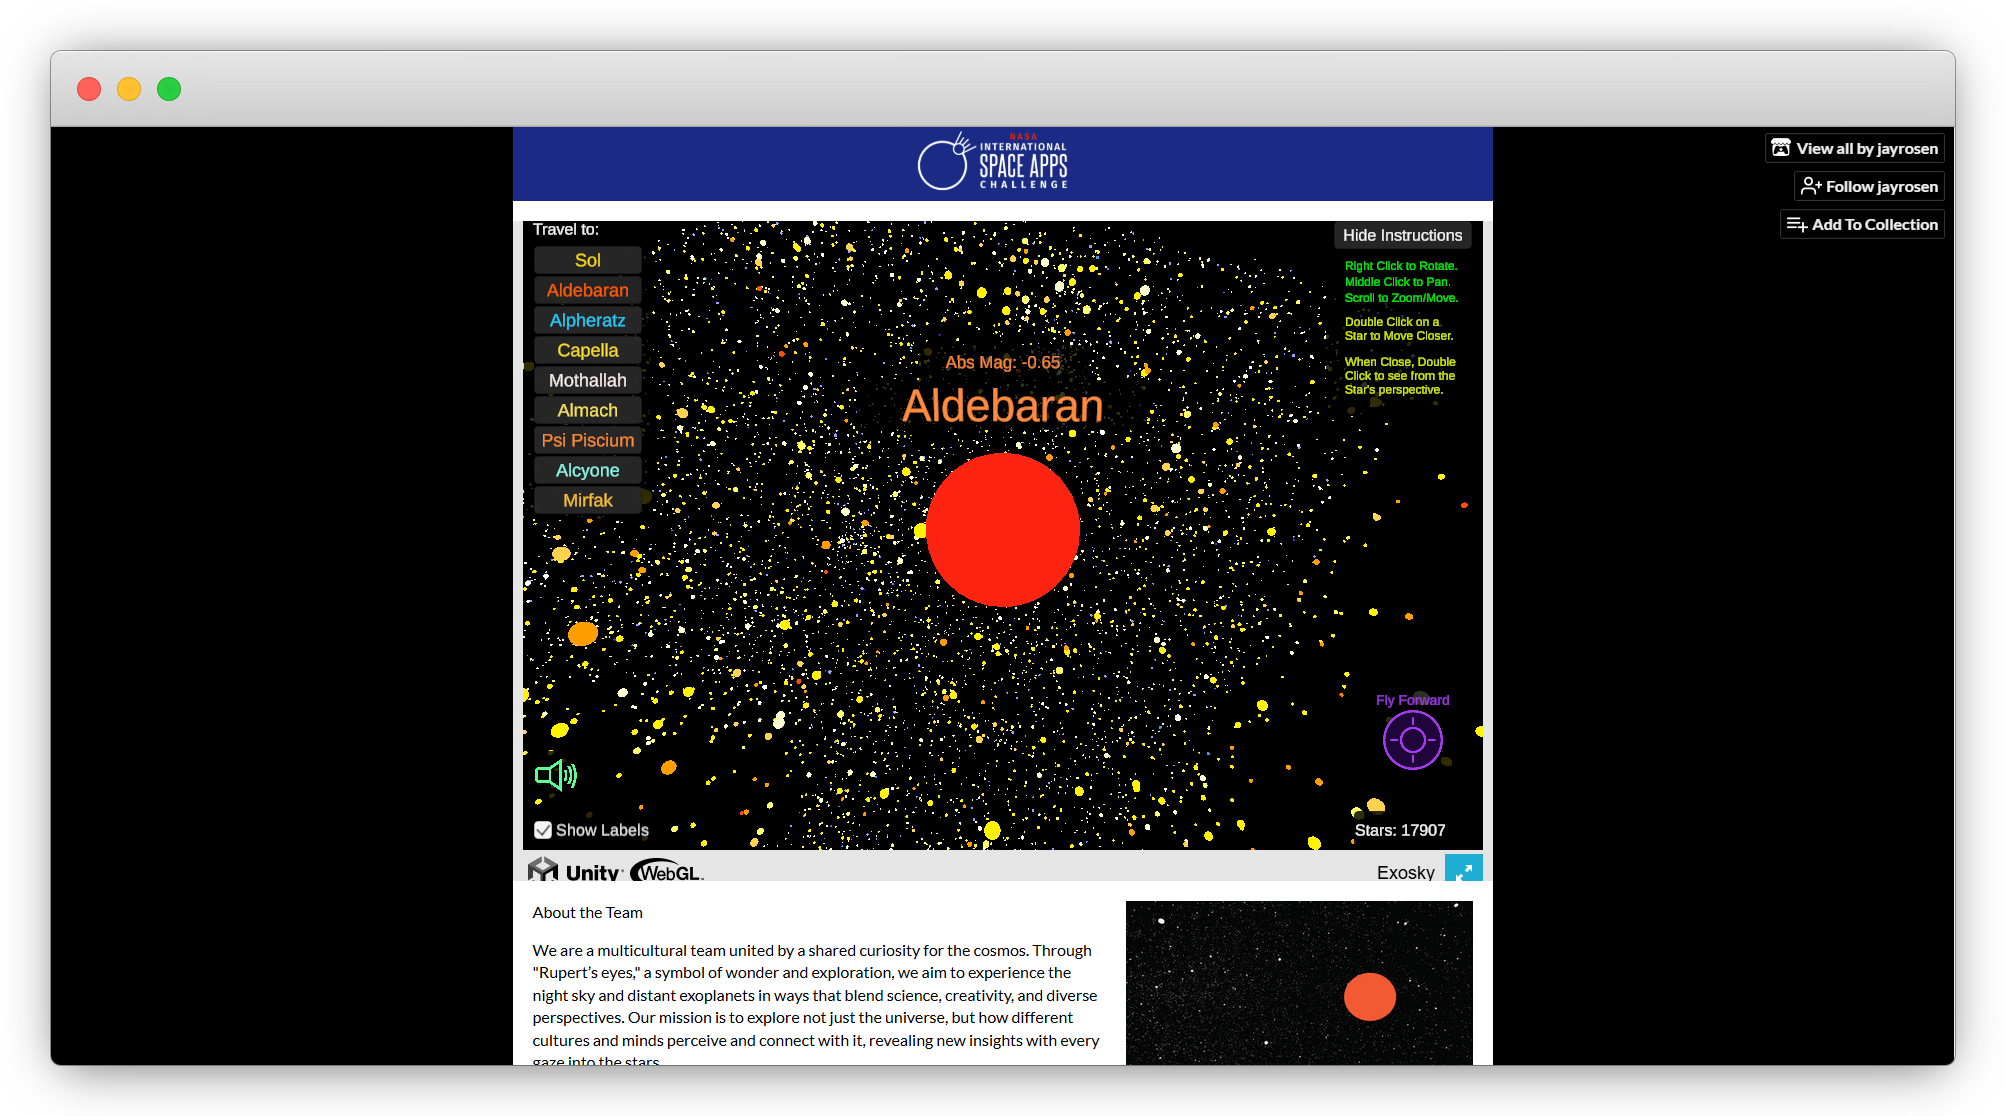 NASA
INTERNATIONAL
SPACE APPS
CHALLENGE
View all by jayrosen
Follow jayrosen
Add To Collection
Travel to:
Sol
Aldebaran
Alpheratz
Capella
Mothallah
Almach
Psi Piscium
Alcyone
Mirfak
Hide Instructions
Right Click to Rotate.
Middle Click to Pan.
Scroll to Zoom/Move.
Double Click on a
Star to Move Closer.
When Close, Double
Click to see from the
Star's perspective.
Abs Mag: -0.65
Aldebaran
Fly Forward
Show Labels
Stars: 17907
Unity WebGL
Exosky
About the Team
We are a multicultural team united by a shared curiosity for the cosmos. Through
"Rupert’s eyes," a symbol of wonder and exploration, we aim to experience the
night sky and distant exoplanets in ways that blend science, creativity, and diverse
perspectives. Our mission is to explore not just the universe, but how different
cultures and minds perceive and connect with it, revealing new insights with every
gaze into the stars